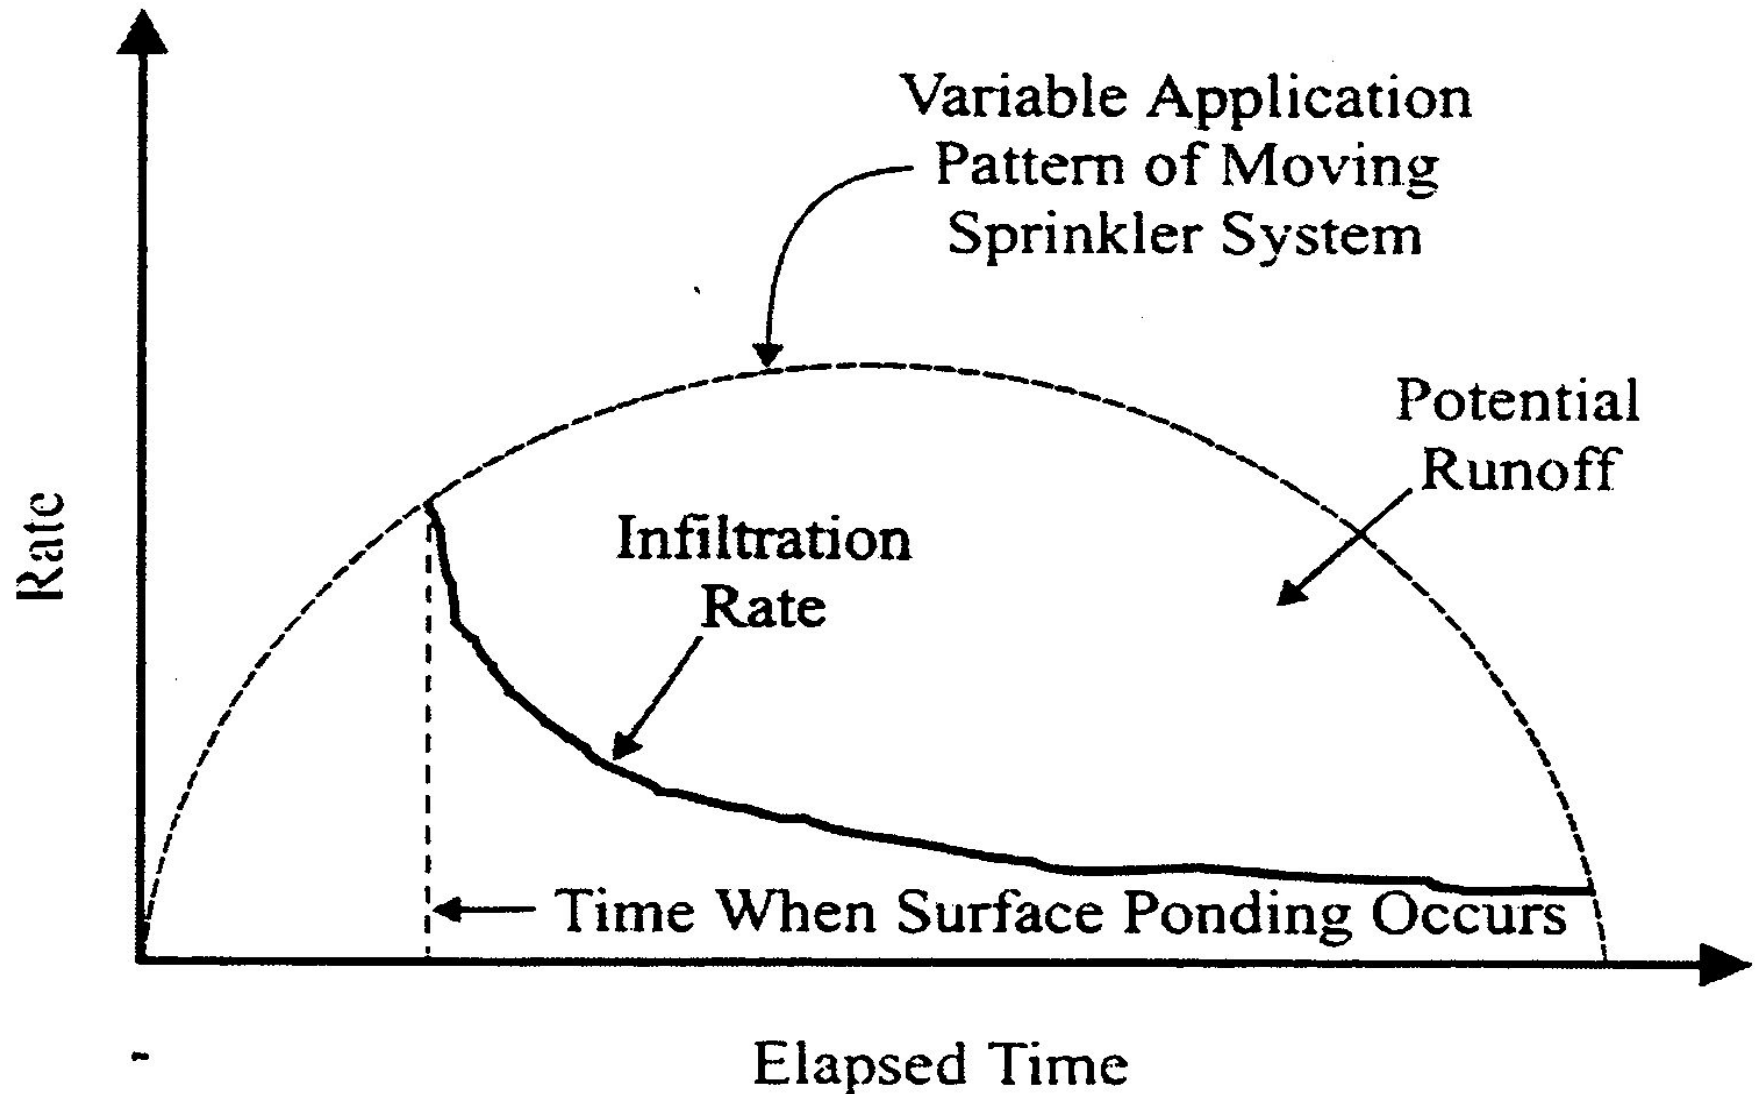 Variable Application
Pattern of Moving
Sprinkler System
Potential
Runoff
Rate
Infiltration
Rate
Time When Surface Ponding Occurs
Elapsed Time